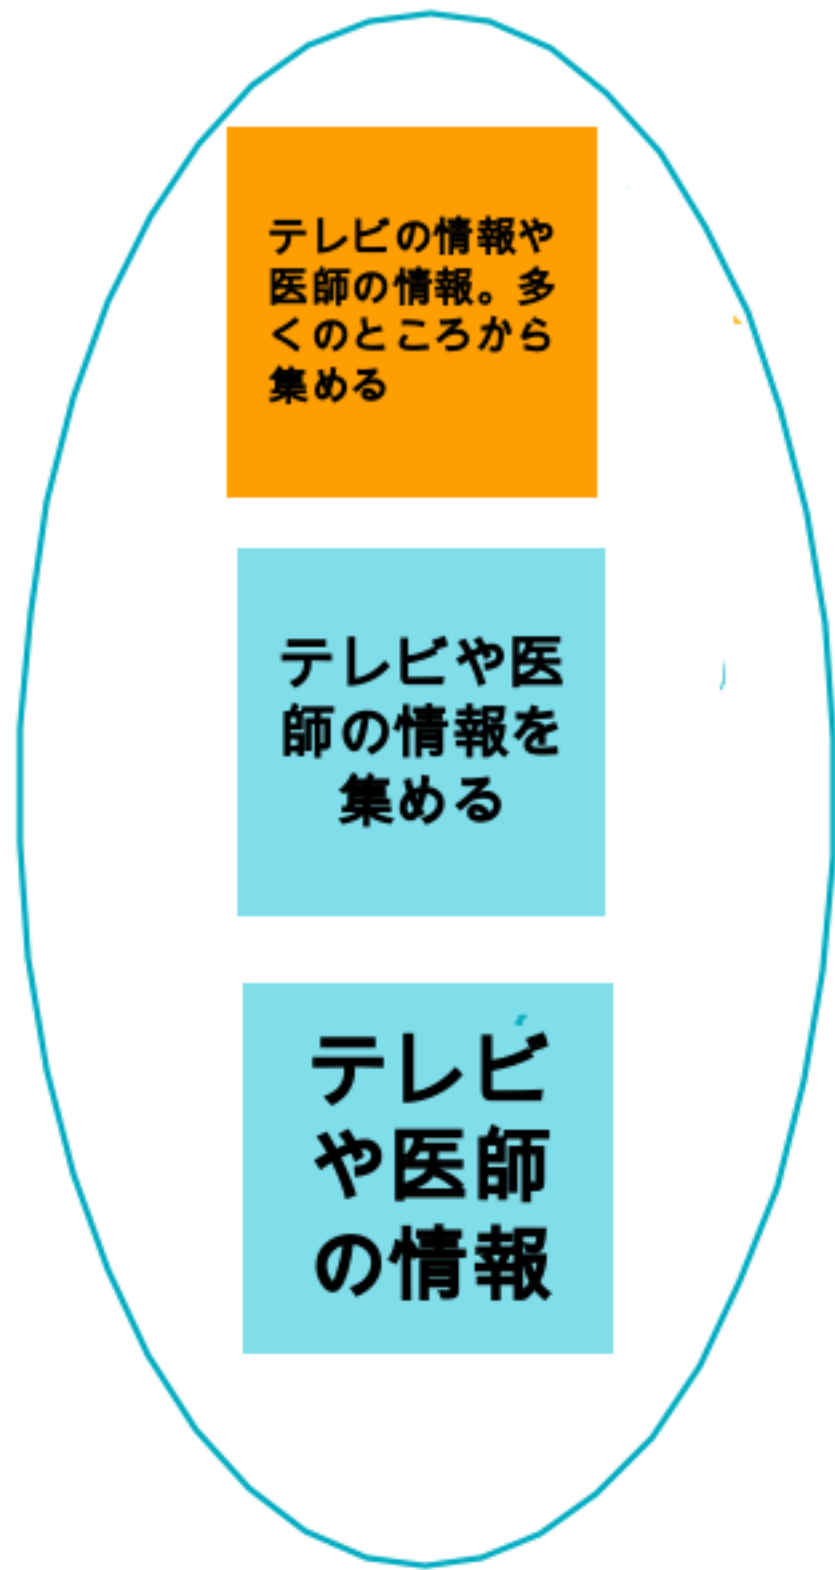 テレビの情報や
医師の情報。多
くのところから
集める
テレビや医
師の情報を
集める
テレビ
や医師
の情報